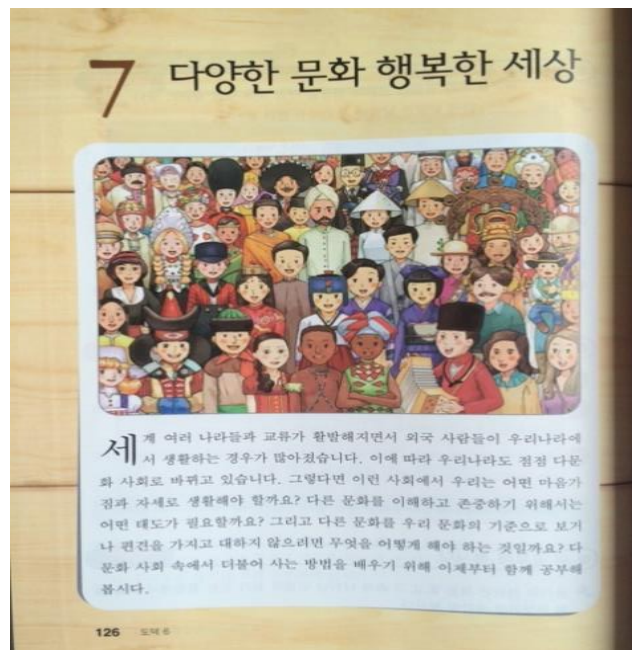 7 다양한 문화 행복한 세상
세계 여러 나라들과 교류가 활발해지면서 외국 사람들이 우리나라에
서 생활하는 경우가 많아졌습니다. 이에 따라 우리나라도 점점 다문
화 사회로 바뀌고 있습니다. 그렇다면 이런 사회에서 우리는 어떤 마음가
짐과 자세로 생활해야 할까요? 다른 문화를 이해하고 존중하기 위해서는
어떤 태도가 필요할까요? 그리고 다른 문화를 우리 문화의 기준으로 보거
나 편견을 가지고 대하지 않으려면 무엇을 어떻게 해야 하는 것일까요? 다
문화 사회 속에서 더불어 사는 방법을 배우기 위해 이제부터 함께 공부해
봅시다.
126 도덕 6